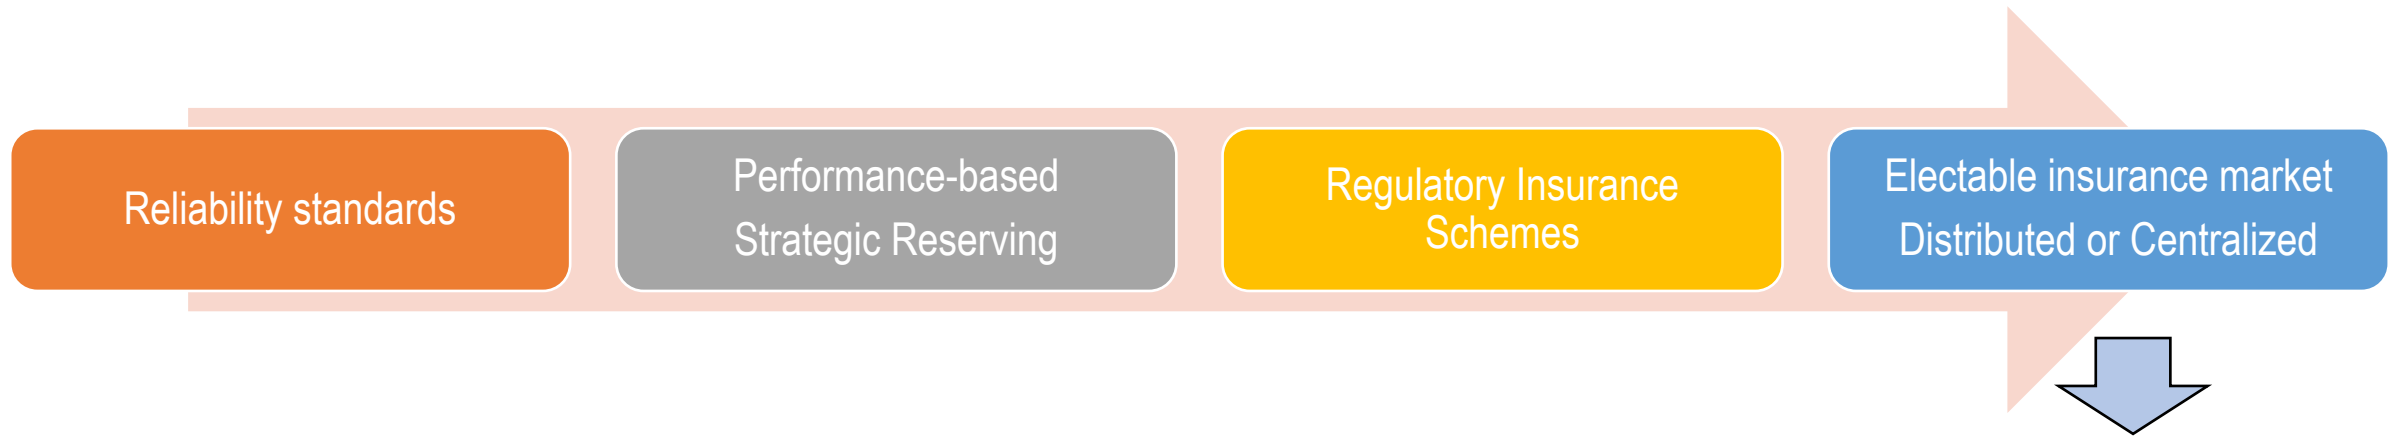 Reliability standards
Performance-based
Strategic Reserving
Regulatory Insurance
Schemes
Electable insurance market
Distributed or Centralized